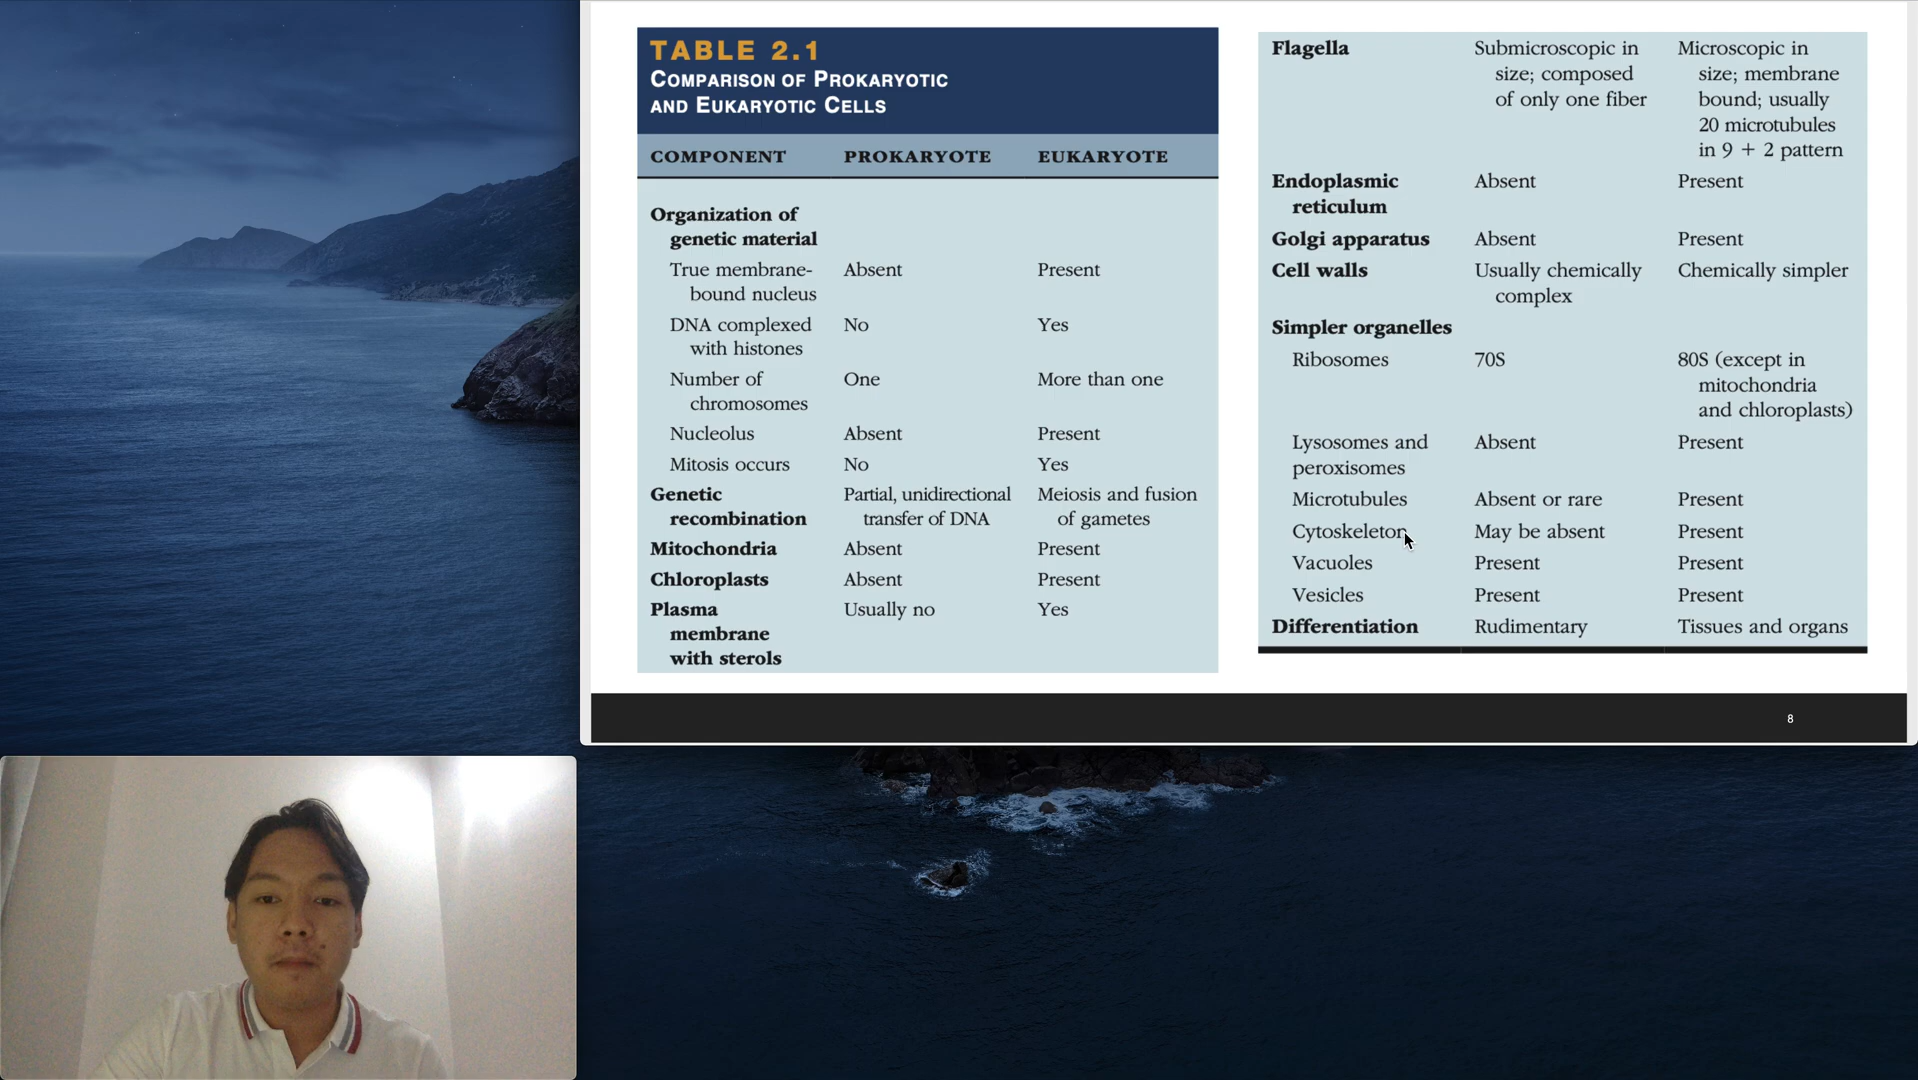 TABLE 2.1
COMPARISON OF PROKARYOTIC
AND EUKARYOTIC CELLS
COMPONENT PROKARYOTE EUKARYOTE
Organization of
genetic material
True membrane- Absent Present
bound nucleus
DNA complexed No Yes
with histones
Number of One More than one
chromosomes
Nucleolus Absent Present
Mitosis occurs No Yes
Genetic Partial, unidirectional Meiosis and fusion
recombination transfer of DNA of gametes
Mitochondria Absent Present
Chloroplasts Absent Present
Plasma Usually no Yes
membrane
with sterols
Flagella Submicroscopic in Microscopic in
size; composed size; membrane
of only one fiber bound; usually
20 microtubules
in 9 + 2 pattern
Endoplasmic Absent Present
reticulum
Golgi apparatus Absent Present
Cell walls Usually chemically Chemically simpler
complex
Simpler organelles
Ribosomes 70S 80S (except in
mitochondria
and chloroplasts)
Lysosomes and Absent Present
peroxisomes
Microtubules Absent or rare Present
Cytoskeleton May be absent Present
Vacuoles Present Present
Vesicles Present Present
Differentiation Rudimentary Tissues and organs
8